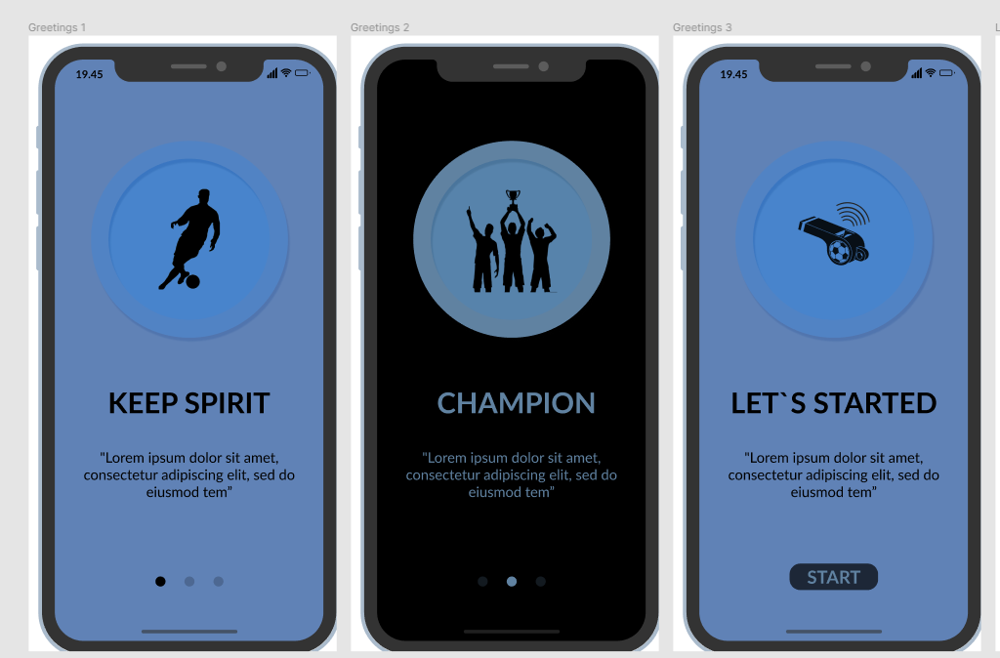 Greetings 1
19.45
KEEP SPIRIT
"Lorem ipsum dolor sit amet,
consectetur adipiscing elit, sed do
eiusmod tem”
Greetings 2
CHAMPION
"Lorem ipsum dolor sit amet,
consectetur adipiscing elit, sed do
eiusmod tem”
Greetings 3
19.45
LET`S STARTED
"Lorem ipsum dolor sit amet,
consectetur adipiscing elit, sed do
eiusmod tem”
START